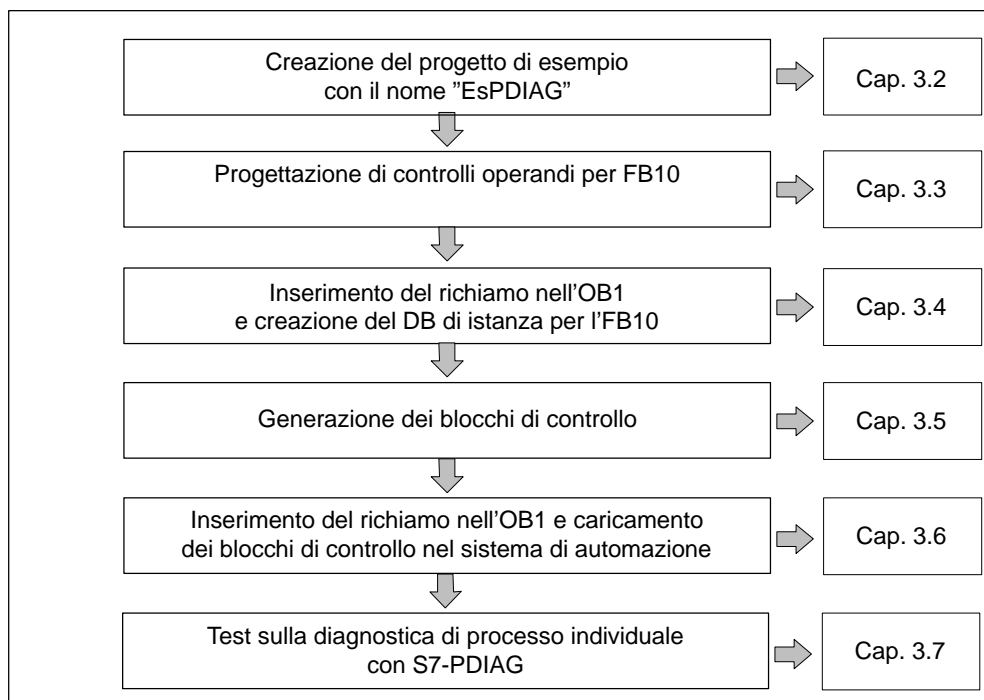 Creazione del progetto di esempio
con il nome ”EsPDIAG”
Cap. 3.2
Progettazione di controlli operandi per FB10
Cap. 3.3
Inserimento del richiamo nell’OB1
e creazione del DB di istanza per l’FB10
Cap. 3.4
Generazione dei blocchi di controllo
Cap. 3.5
Inserimento del richiamo nell’OB1 e caricamento
dei blocchi di controllo nel sistema di automazione
Cap. 3.6
Test sulla diagnostica di processo individuale
con S7-PDIAG
Cap. 3.7